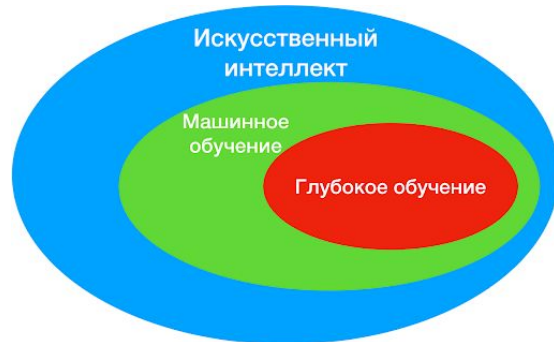 Искусственный
интеллект
Машинное
обучение
Глубокое обучение